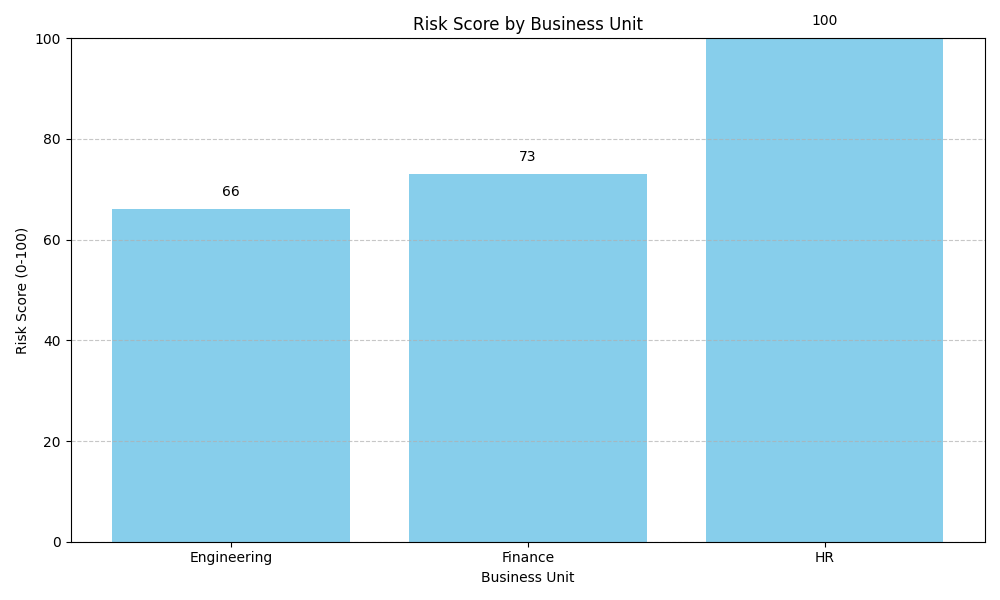 Risk Score by Business Unit
100
100
80
73
66
60
40
20
0
Risk Score (0-100)
Engineering
Finance
HR
Business Unit